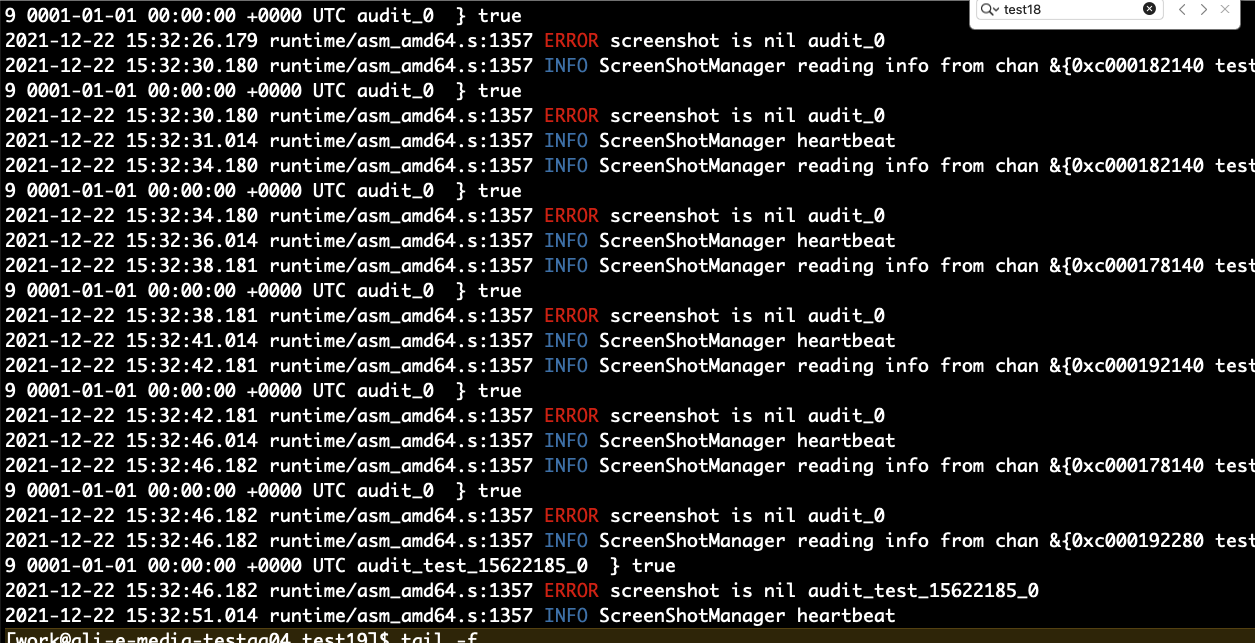 test18
9 0001-01-01 00:00:00 +0000 UTC audit_0  } true
2021-12-22 15:32:26.179 runtime/asm_amd64.s:1357 ERROR screenshot is nil audit_0
2021-12-22 15:32:30.180 runtime/asm_amd64.s:1357 INFO ScreenShotManager reading info from chan &{0xc000182140 test
9 0001-01-01 00:00:00 +0000 UTC audit_0  } true
2021-12-22 15:32:30.180 runtime/asm_amd64.s:1357 ERROR screenshot is nil audit_0
2021-12-22 15:32:31.014 runtime/asm_amd64.s:1357 INFO ScreenShotManager heartbeat
2021-12-22 15:32:34.180 runtime/asm_amd64.s:1357 INFO ScreenShotManager reading info from chan &{0xc000182140 test
9 0001-01-01 00:00:00 +0000 UTC audit_0  } true
2021-12-22 15:32:34.180 runtime/asm_amd64.s:1357 ERROR screenshot is nil audit_0
2021-12-22 15:32:36.014 runtime/asm_amd64.s:1357 INFO ScreenShotManager heartbeat
2021-12-22 15:32:38.181 runtime/asm_amd64.s:1357 INFO ScreenShotManager reading info from chan &{0xc000178140 test
9 0001-01-01 00:00:00 +0000 UTC audit_0  } true
2021-12-22 15:32:38.181 runtime/asm_amd64.s:1357 ERROR screenshot is nil audit_0
2021-12-22 15:32:41.014 runtime/asm_amd64.s:1357 INFO ScreenShotManager heartbeat
2021-12-22 15:32:42.181 runtime/asm_amd64.s:1357 INFO ScreenShotManager reading info from chan &{0xc000192140 test
9 0001-01-01 00:00:00 +0000 UTC audit_0  } true
2021-12-22 15:32:42.181 runtime/asm_amd64.s:1357 ERROR screenshot is nil audit_0
2021-12-22 15:32:46.014 runtime/asm_amd64.s:1357 INFO ScreenShotManager heartbeat
2021-12-22 15:32:46.182 runtime/asm_amd64.s:1357 INFO ScreenShotManager reading info from chan &{0xc000178140 test
9 0001-01-01 00:00:00 +0000 UTC audit_0  } true
2021-12-22 15:32:46.182 runtime/asm_amd64.s:1357 ERROR screenshot is nil audit_0
2021-12-22 15:32:46.182 runtime/asm_amd64.s:1357 INFO ScreenShotManager reading info from chan &{0xc000192280 test
9 0001-01-01 00:00:00 +0000 UTC audit_test_15622185_0  } true
2021-12-22 15:32:46.182 runtime/asm_amd64.s:1357 ERROR screenshot is nil audit_test_15622185_0
2021-12-22 15:32:51.014 runtime/asm_amd64.s:1357 INFO ScreenShotManager heartbeat
test19]$ tail -f